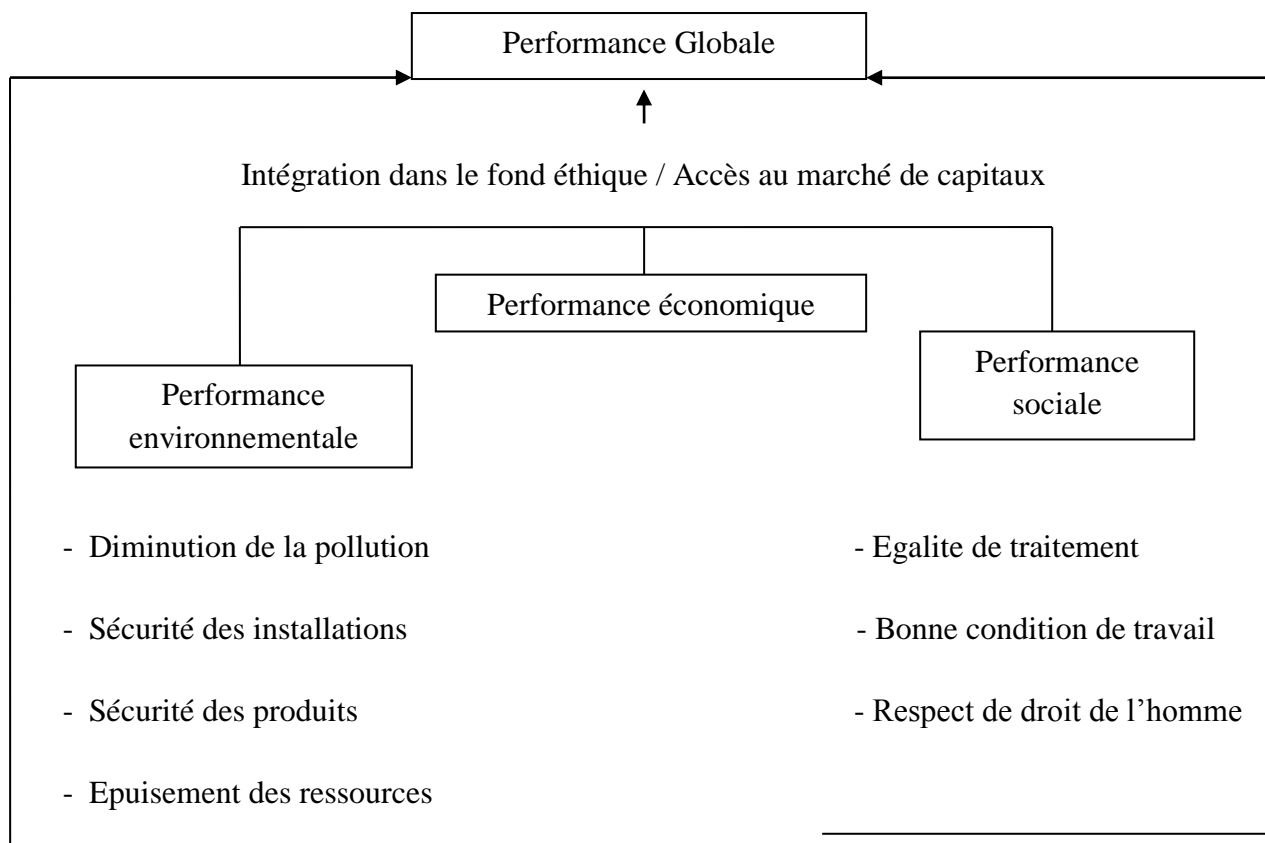 Performance Globale
Intégration dans le fond éthique / Accès au marché de capitaux
Performance économique
Performance
sociale
Performance
environnementale
- Diminution de la pollution
- Sécurité des installations
- Sécurité des produits
- Epuisement des ressources
- Egalite de traitement
- Bonne condition de travail
- Respect de droit de l’homme